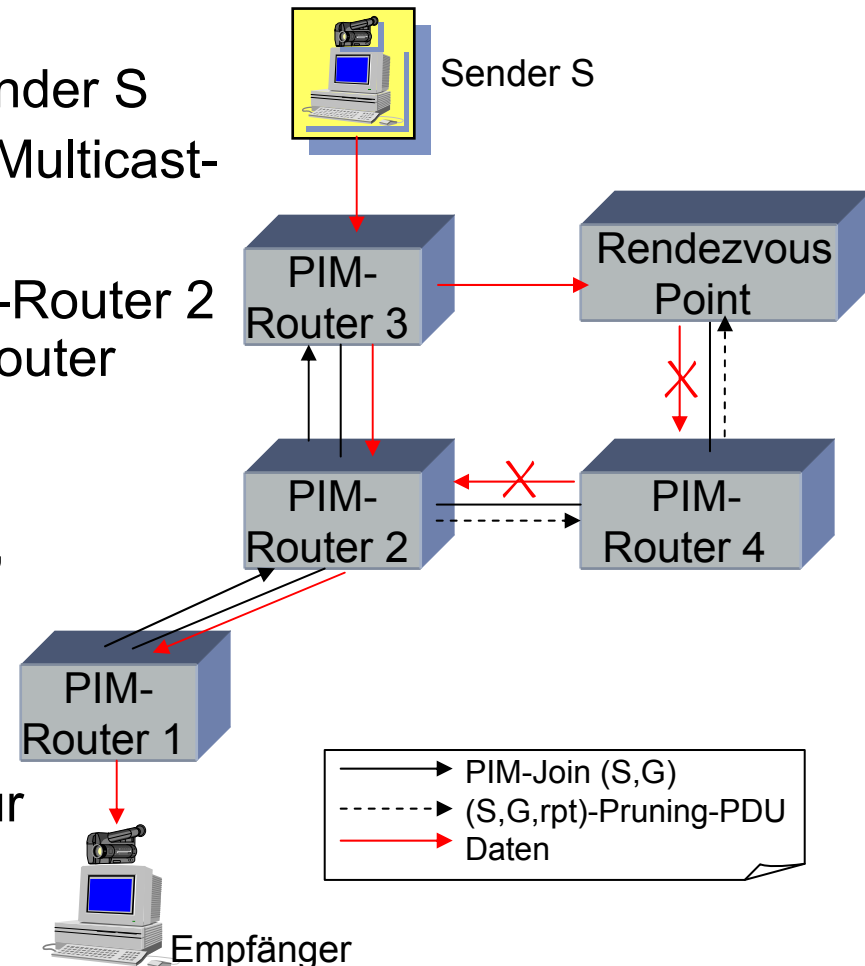 nder S
Multicast-
-Router 2
outer
,
ur
Sender S
PIM-
Router 3
Rendezvous
Point
PIM-
Router 2
PIM-
Router 4
PIM-
Router 1
PIM-Join (S,G)
(S,G,rpt)-Pruning-PDU
Daten
Empfänger